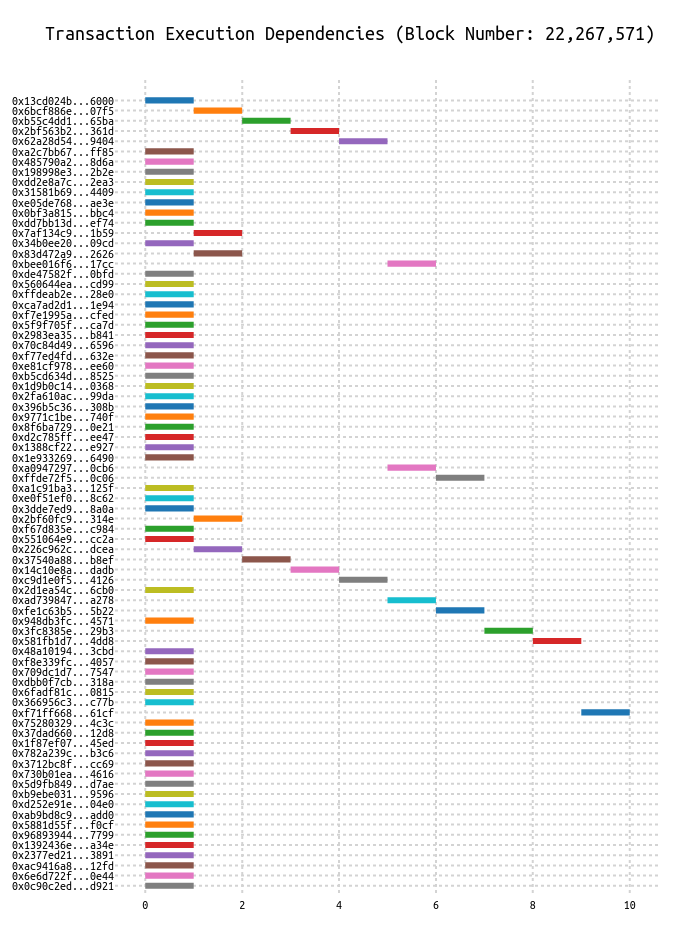 Transaction Execution Dependencies (Block Number: 22,267,571)
0x13cd024b...6000
0x6bcf886e...07f5
0xb55c4dd1...65ba
0x2bf563b2...361d
0x62a28d54...9404
0xa2c7bb67...ff85
0x485790a2...8d6a
0x198998e3...2b2e
0xdd2e8a7c...2ea3
0x31581b69...4409
0xe05de768...ae3e
0x0bf3a815...bbc4
0xdd7bb13d...ef74
0x7af134c9...1b59
0x34b0ee20...09cd
0x83d472a9...2626
0xbee016f6...17cc
0xde47582f...0bfd
0x560644ea...cd99
0xffdeab2e...28e0
0xca7ad2d1...1e94
0xf7e1995a...cfed
0x5f9f705f...ca7d
0x2983ea35...b841
0x70c84d49...6596
0xf77ed4fd...632e
0xe81cf978...ee60
0xb5cd634d...8525
0x1d9b0c14...0368
0x2fa610ac...99da
0x396b5c36...308b
0x9771c1be...740f
0x8f6ba729...0e21
0xd2c785ff...ee47
0x1388cf22...e927
0x1e933269...6490
0xa0947297...0cb6
0xffde72f5...0c06
0xa1c91ba3...125f
0xe0f51ef0...8c62
0x3dde7ed9...8a0a
0x2bf60fc9...314e
0xf67d835e...c984
0x551064e9...cc2a
0x226c962c...dcea
0x37540a88...b8ef
0x14c10e8a...dadb
0xc9d1e0f5...4126
0x2d1ea54c...6cb0
0xad739847...a278
0xfe1c63b5...5b22
0x948db3fc...4571
0x3fc8385e...29b3
0x581fb1d7...4dd8
0x48a10194...3cbd
0xf8e339fc...4057
0x709dc1d7...7547
0xdbb0f7cb...318a
0x6fadf81c...0815
0x366956c3...c77b
0xf71ff668...61cf
0x75280329...4c3c
0x37dad660...12d8
0x1f87ef07...45ed
0x782a239c...b3c6
0x3712bc8f...cc69
0x730b01ea...4616
0x5d9fb849...d7ae
0xb9ebe031...9596
0xd252e91e...04e0
0xab9bd8c9...add0
0x5881d55f...f0cf
0x96893944...7799
0x1392436e...a34e
0x2377ed21...3891
0xac9416a8...12fd
0x6e6d722f...0e44
0x0c90c2ed...d921
0 2 4 6 8 10